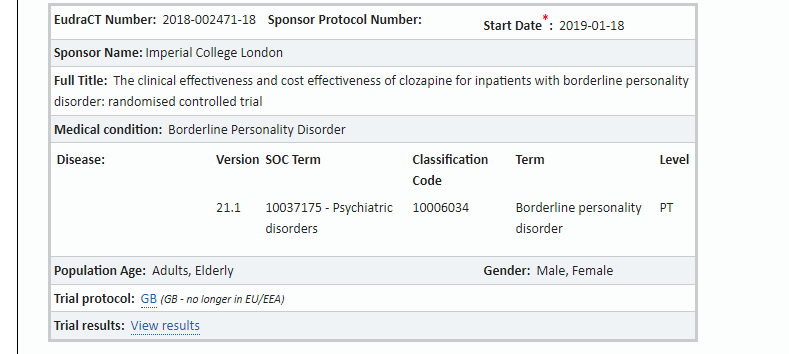 EudraCT Number: 2018-002471-18 Sponsor Protocol Number: Start Date*: 2019-01-18
Sponsor Name: Imperial College London
Full Title: The clinical effectiveness and cost effectiveness of clozapine for inpatients with borderline personality
disorder: randomised controlled trial
Medical condition: Borderline Personality Disorder
Disease: Version SOC Term Classification Term Level
Code
21.1 10037175 - Psychiatric 10006034 Borderline personality PT
disorders disorder
Population Age: Adults, Elderly Gender: Male, Female
Trial protocol: GB (GB - no longer in EU/EEA)
Trial results: View results